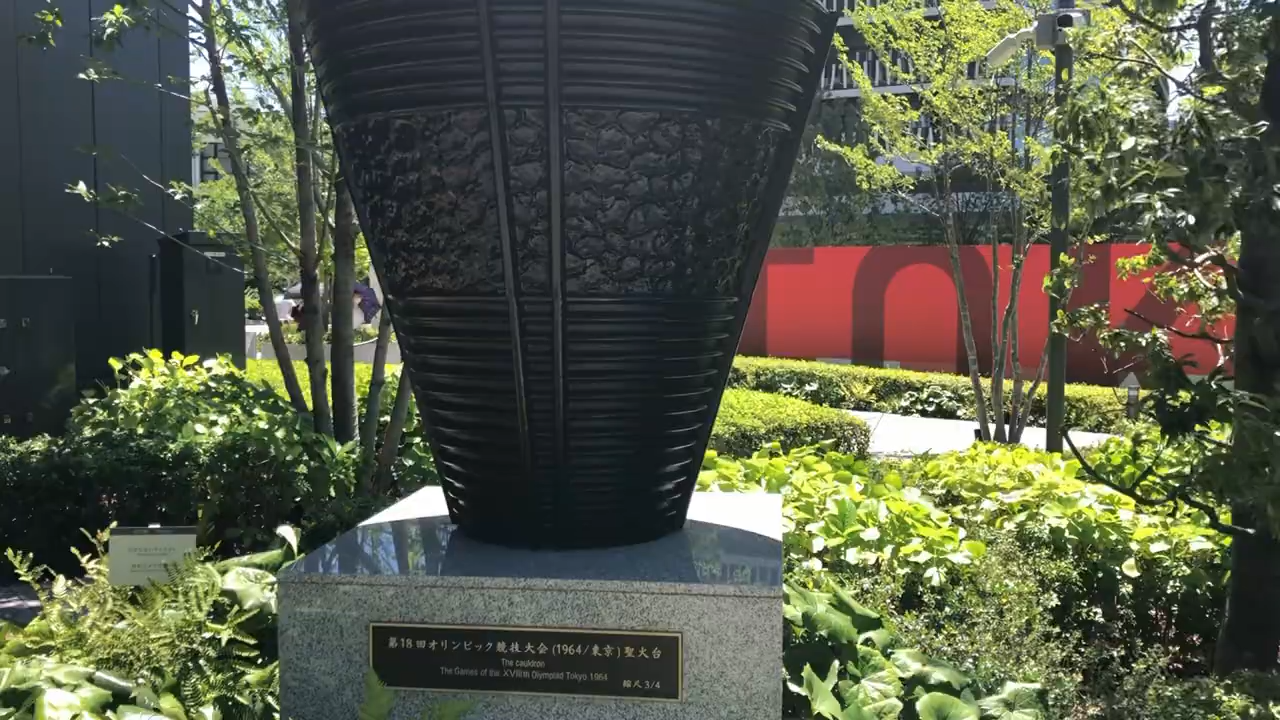 第18回オリンピック競技大会(1964/東京)聖火台
The cauldron
The Games of the XVIIIth Olympiad Tokyo 1964
縮尺3/4